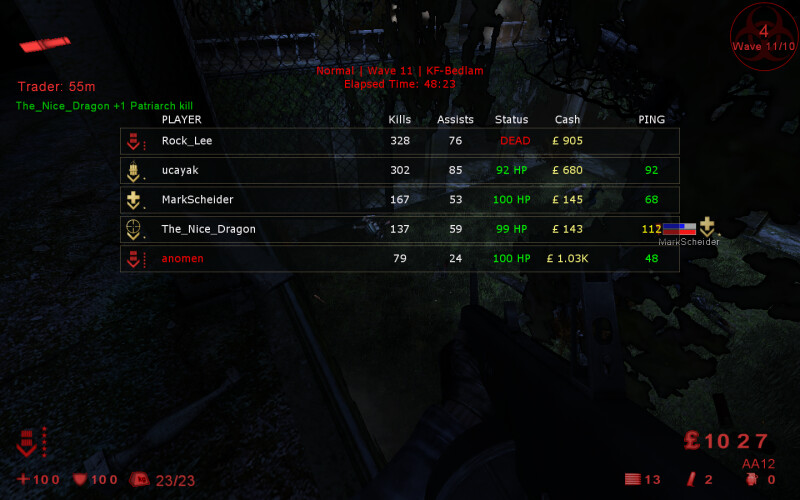 4
Wave 11/10
Normal | Wave 11 | KF-Bedlam
Elapsed Time: 48:23
Trader: 55m
The_Nice_Dragon +1 Patriarch kill
PLAYER Kills Assists Status Cash PING
Rock_Lee 328 76 DEAD £ 905
ucayak 302 85 92 HP £ 680 92
MarkScheider 167 53 100 HP £ 145 68
The_Nice_Dragon 137 59 99 HP £ 143 112
MarkScheider
anomen 79 24 100 HP £ 1.03K 48
£1027
AA12
100 100 23/23 13 2 0